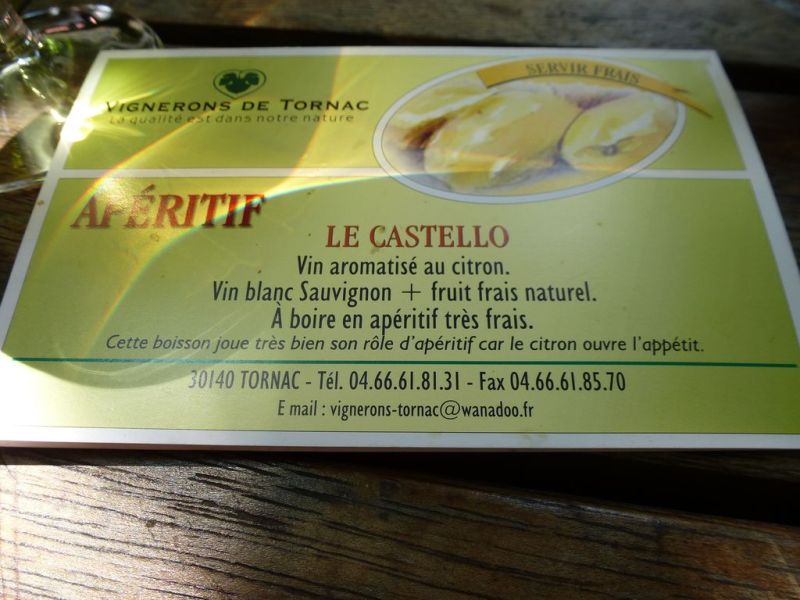 VIGNERONS DE TORNAC
La qualité est dans notre nature
SERVIR FRAIS
APÉRITIF
LE CASTELLO
Vin aromatisé au citron.
Vin blanc Sauvignon + fruit frais naturel.
À boire en apéritif très frais.
Cette boisson joue très bien son rôle d'apéritif car le citron ouvre l'appétit.
30140 TORNAC - Tél. 04.66.61.81.31 - Fax 04.66.61.85.70
E mail : vignerons-tornac@wanadoo.fr